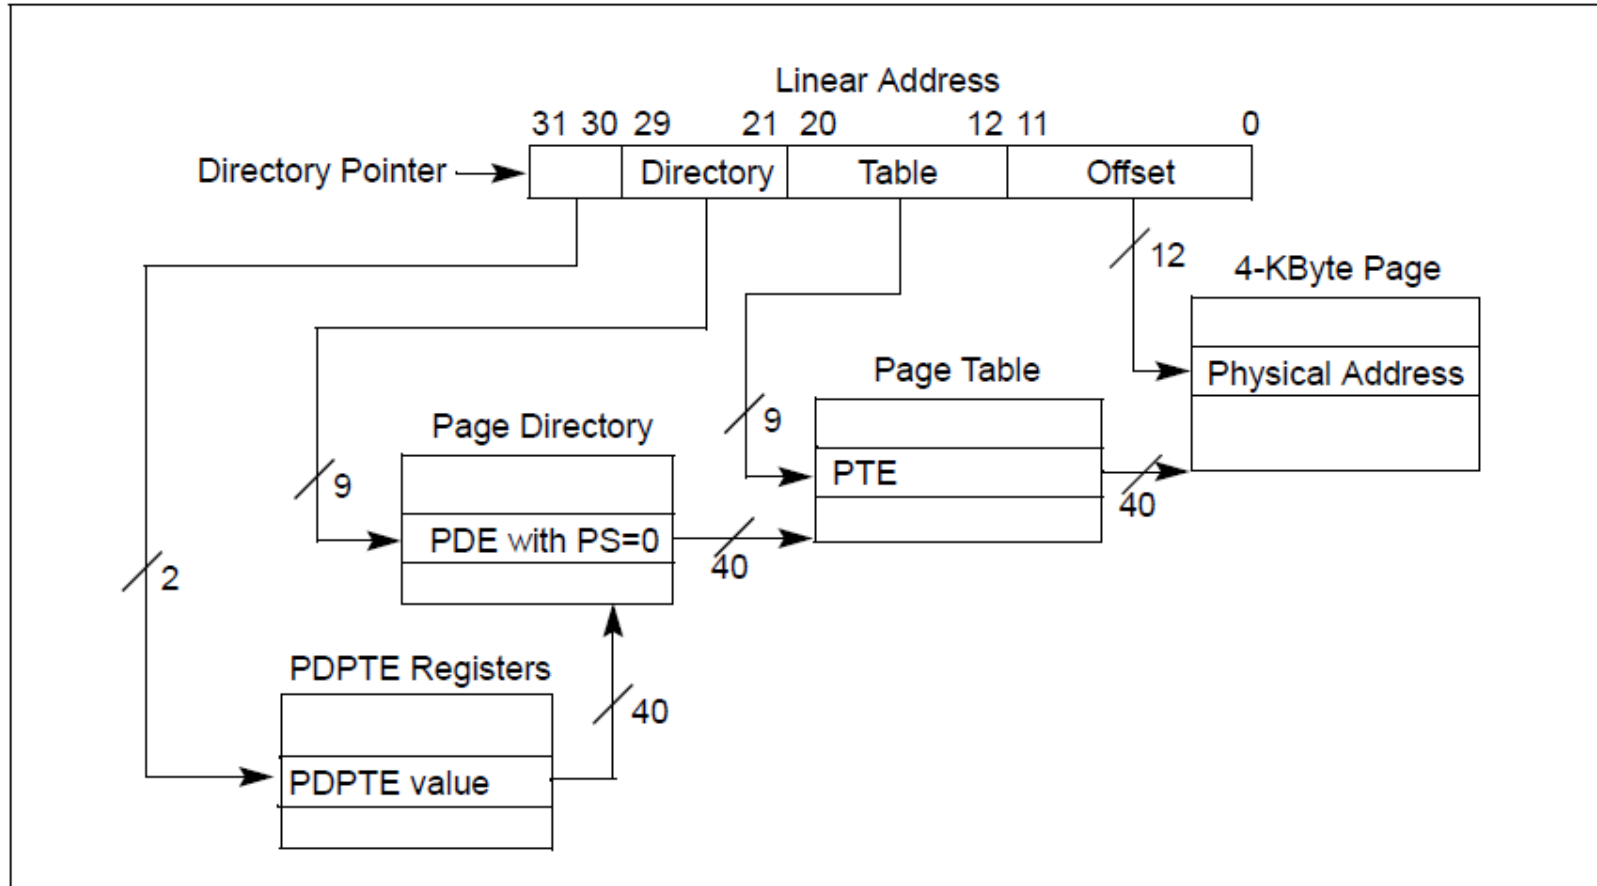 Linear Address
31 30 29 21 20 12 11 0
Directory Pointer
Directory Table Offset
12
4-KByte Page
Physical Address
Page Table
9
PTE
40
Page Directory
9
PDE with PS=0
40
2
PDPTE Registers
40
PDPTE value